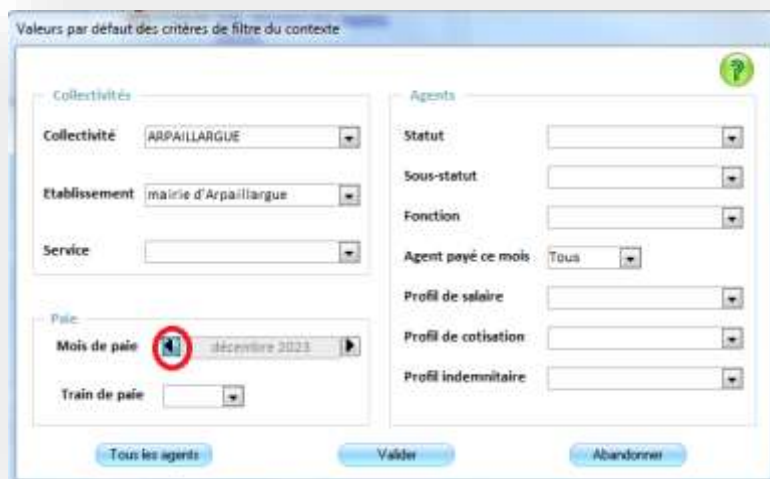 Valeurs par défaut des critères de filtre du contexte
Collectivités
Collectivité ARPAILLARGUE
Etablissement mairie d'Arpaillargue
Service
Paie
Mois de paie décembre 2023
Train de paie
Agents
Statut
Sous-statut
Fonction
Agent payé ce mois Tous
Profil de salaire
Profil de cotisation
Profil indemnitaire
Tous les agents Valider Abandonner